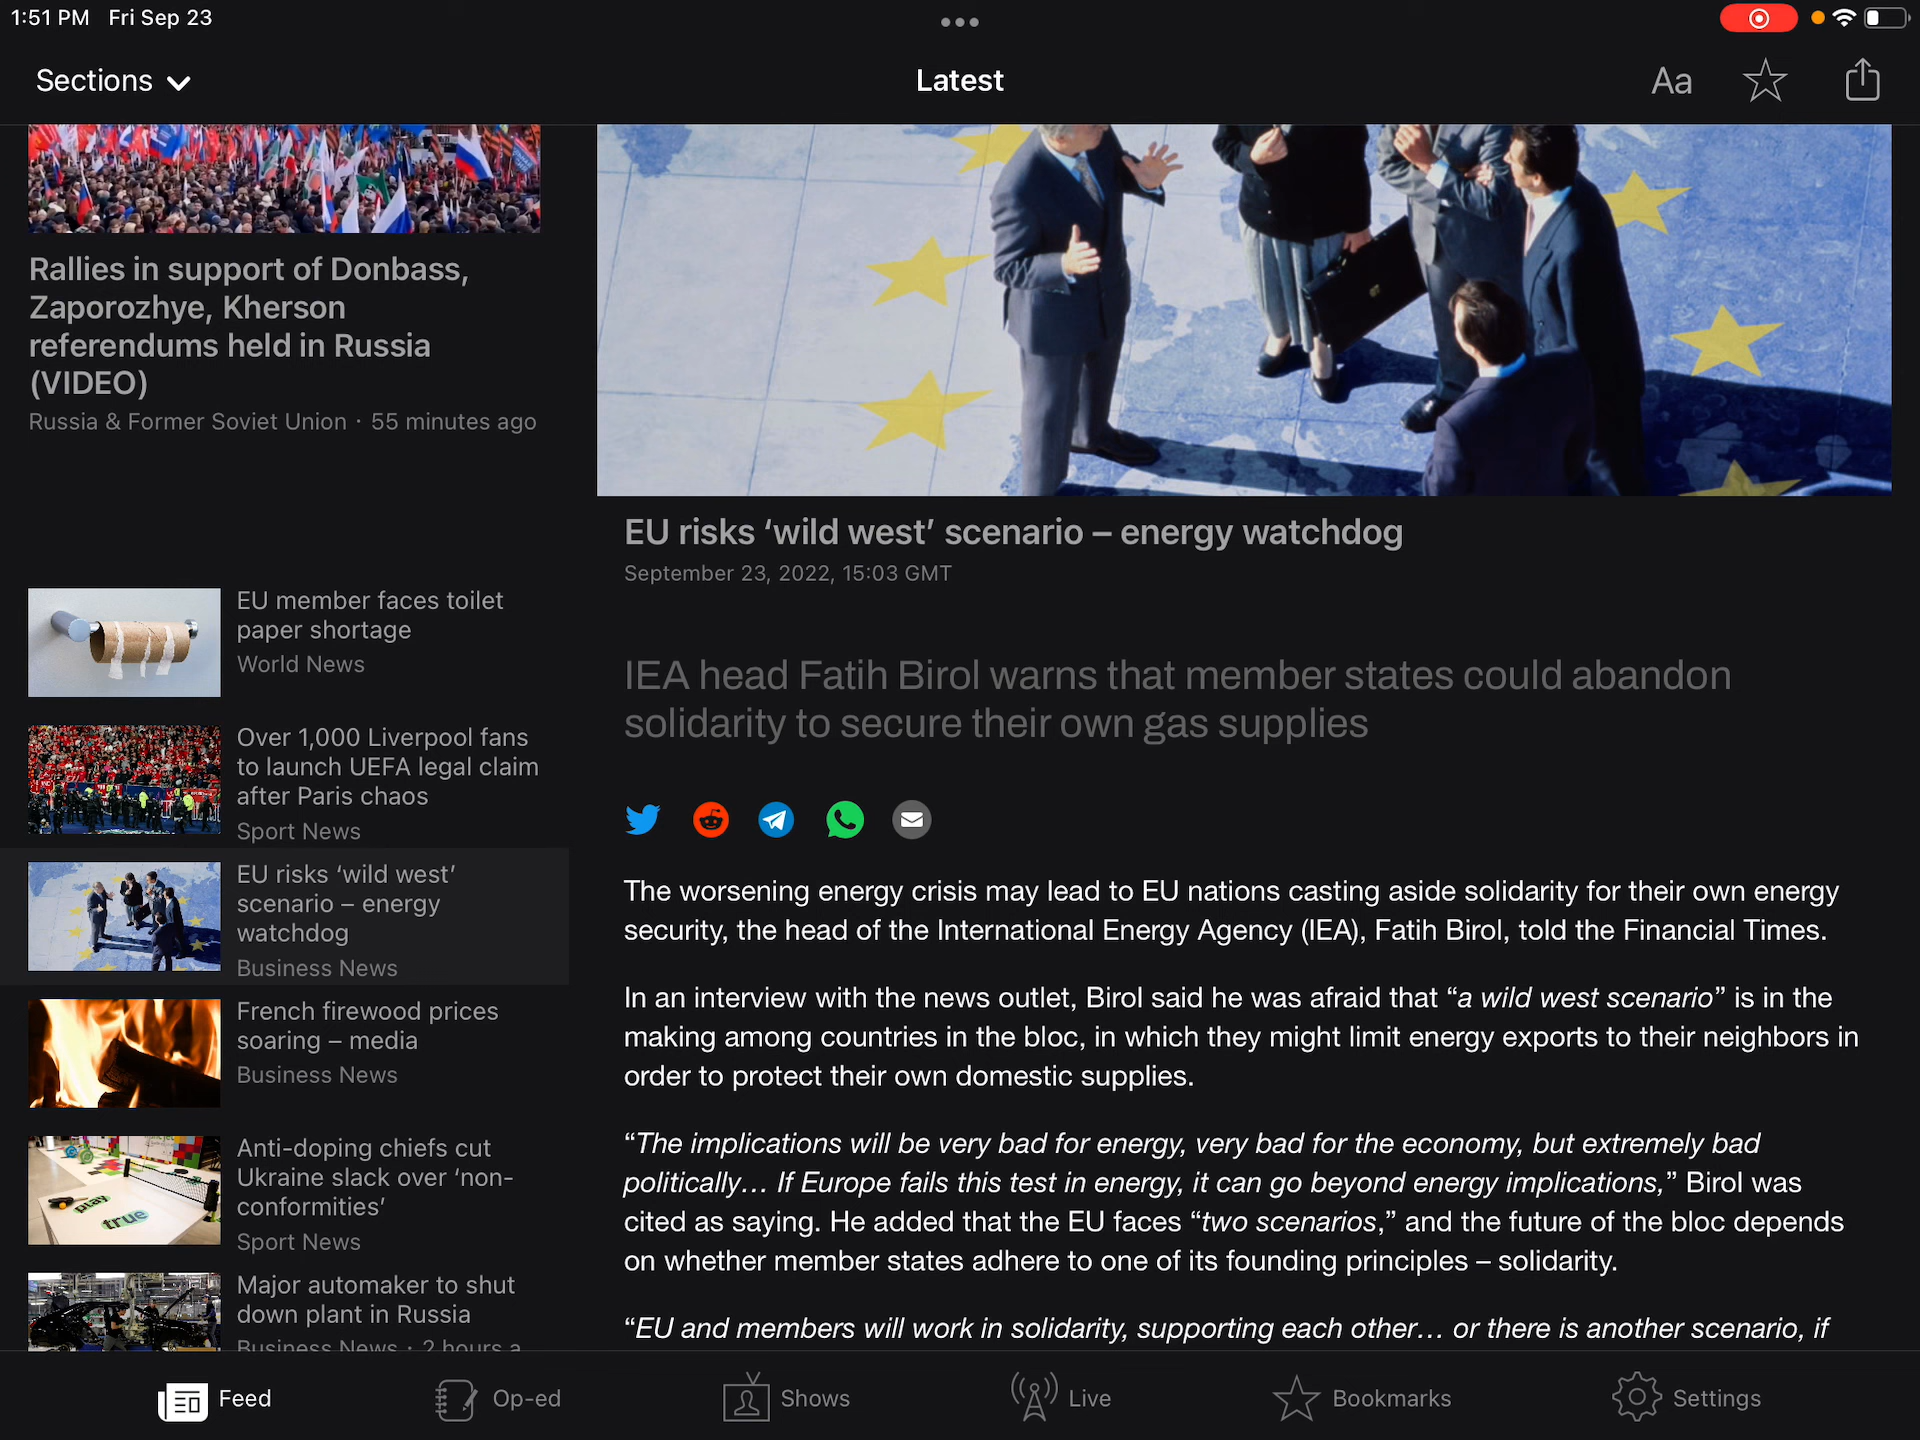 1:51 PM Fri Sep 23
Sections
Latest
Aa
Rallies in support of Donbass,
Zaporozhye, Kherson
referendums held in Russia
(VIDEO)
Russia & Former Soviet Union · 55 minutes ago
EU member faces toilet
paper shortage
World News
Over 1,000 Liverpool fans
to launch UEFA legal claim
after Paris chaos
Sport News
EU risks ‘wild west’
scenario – energy
watchdog
Business News
French firewood prices
soaring – media
Business News
play
true
Anti-doping chiefs cut
Ukraine slack over ‘non-
conformities’
Sport News
Major automaker to shut
down plant in Russia
Business News · 2 hours a
EU risks ‘wild west’ scenario – energy watchdog
September 23, 2022, 15:03 GMT
IEA head Fatih Birol warns that member states could abandon
solidarity to secure their own gas supplies
The worsening energy crisis may lead to EU nations casting aside solidarity for their own energy
security, the head of the International Energy Agency (IEA), Fatih Birol, told the Financial Times.
In an interview with the news outlet, Birol said he was afraid that “a wild west scenario” is in the
making among countries in the bloc, in which they might limit energy exports to their neighbors in
order to protect their own domestic supplies.
“The implications will be very bad for energy, very bad for the economy, but extremely bad
politically… If Europe fails this test in energy, it can go beyond energy implications,” Birol was
cited as saying. He added that the EU faces “two scenarios,” and the future of the bloc depends
on whether member states adhere to one of its founding principles – solidarity.
“EU and members will work in solidarity, supporting each other… or there is another scenario, if
Feed
Op-ed
Shows
Live
Bookmarks
Settings